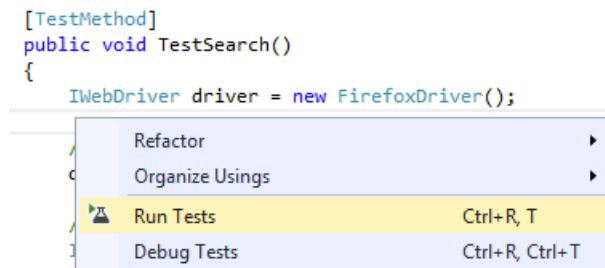 [TestMethod]
public void TestSearch()
{
IWebDriver driver = new FirefoxDriver();
Refactor
Organize Usings
Run Tests Ctrl+R, T
Debug Tests Ctrl+R, Ctrl+T